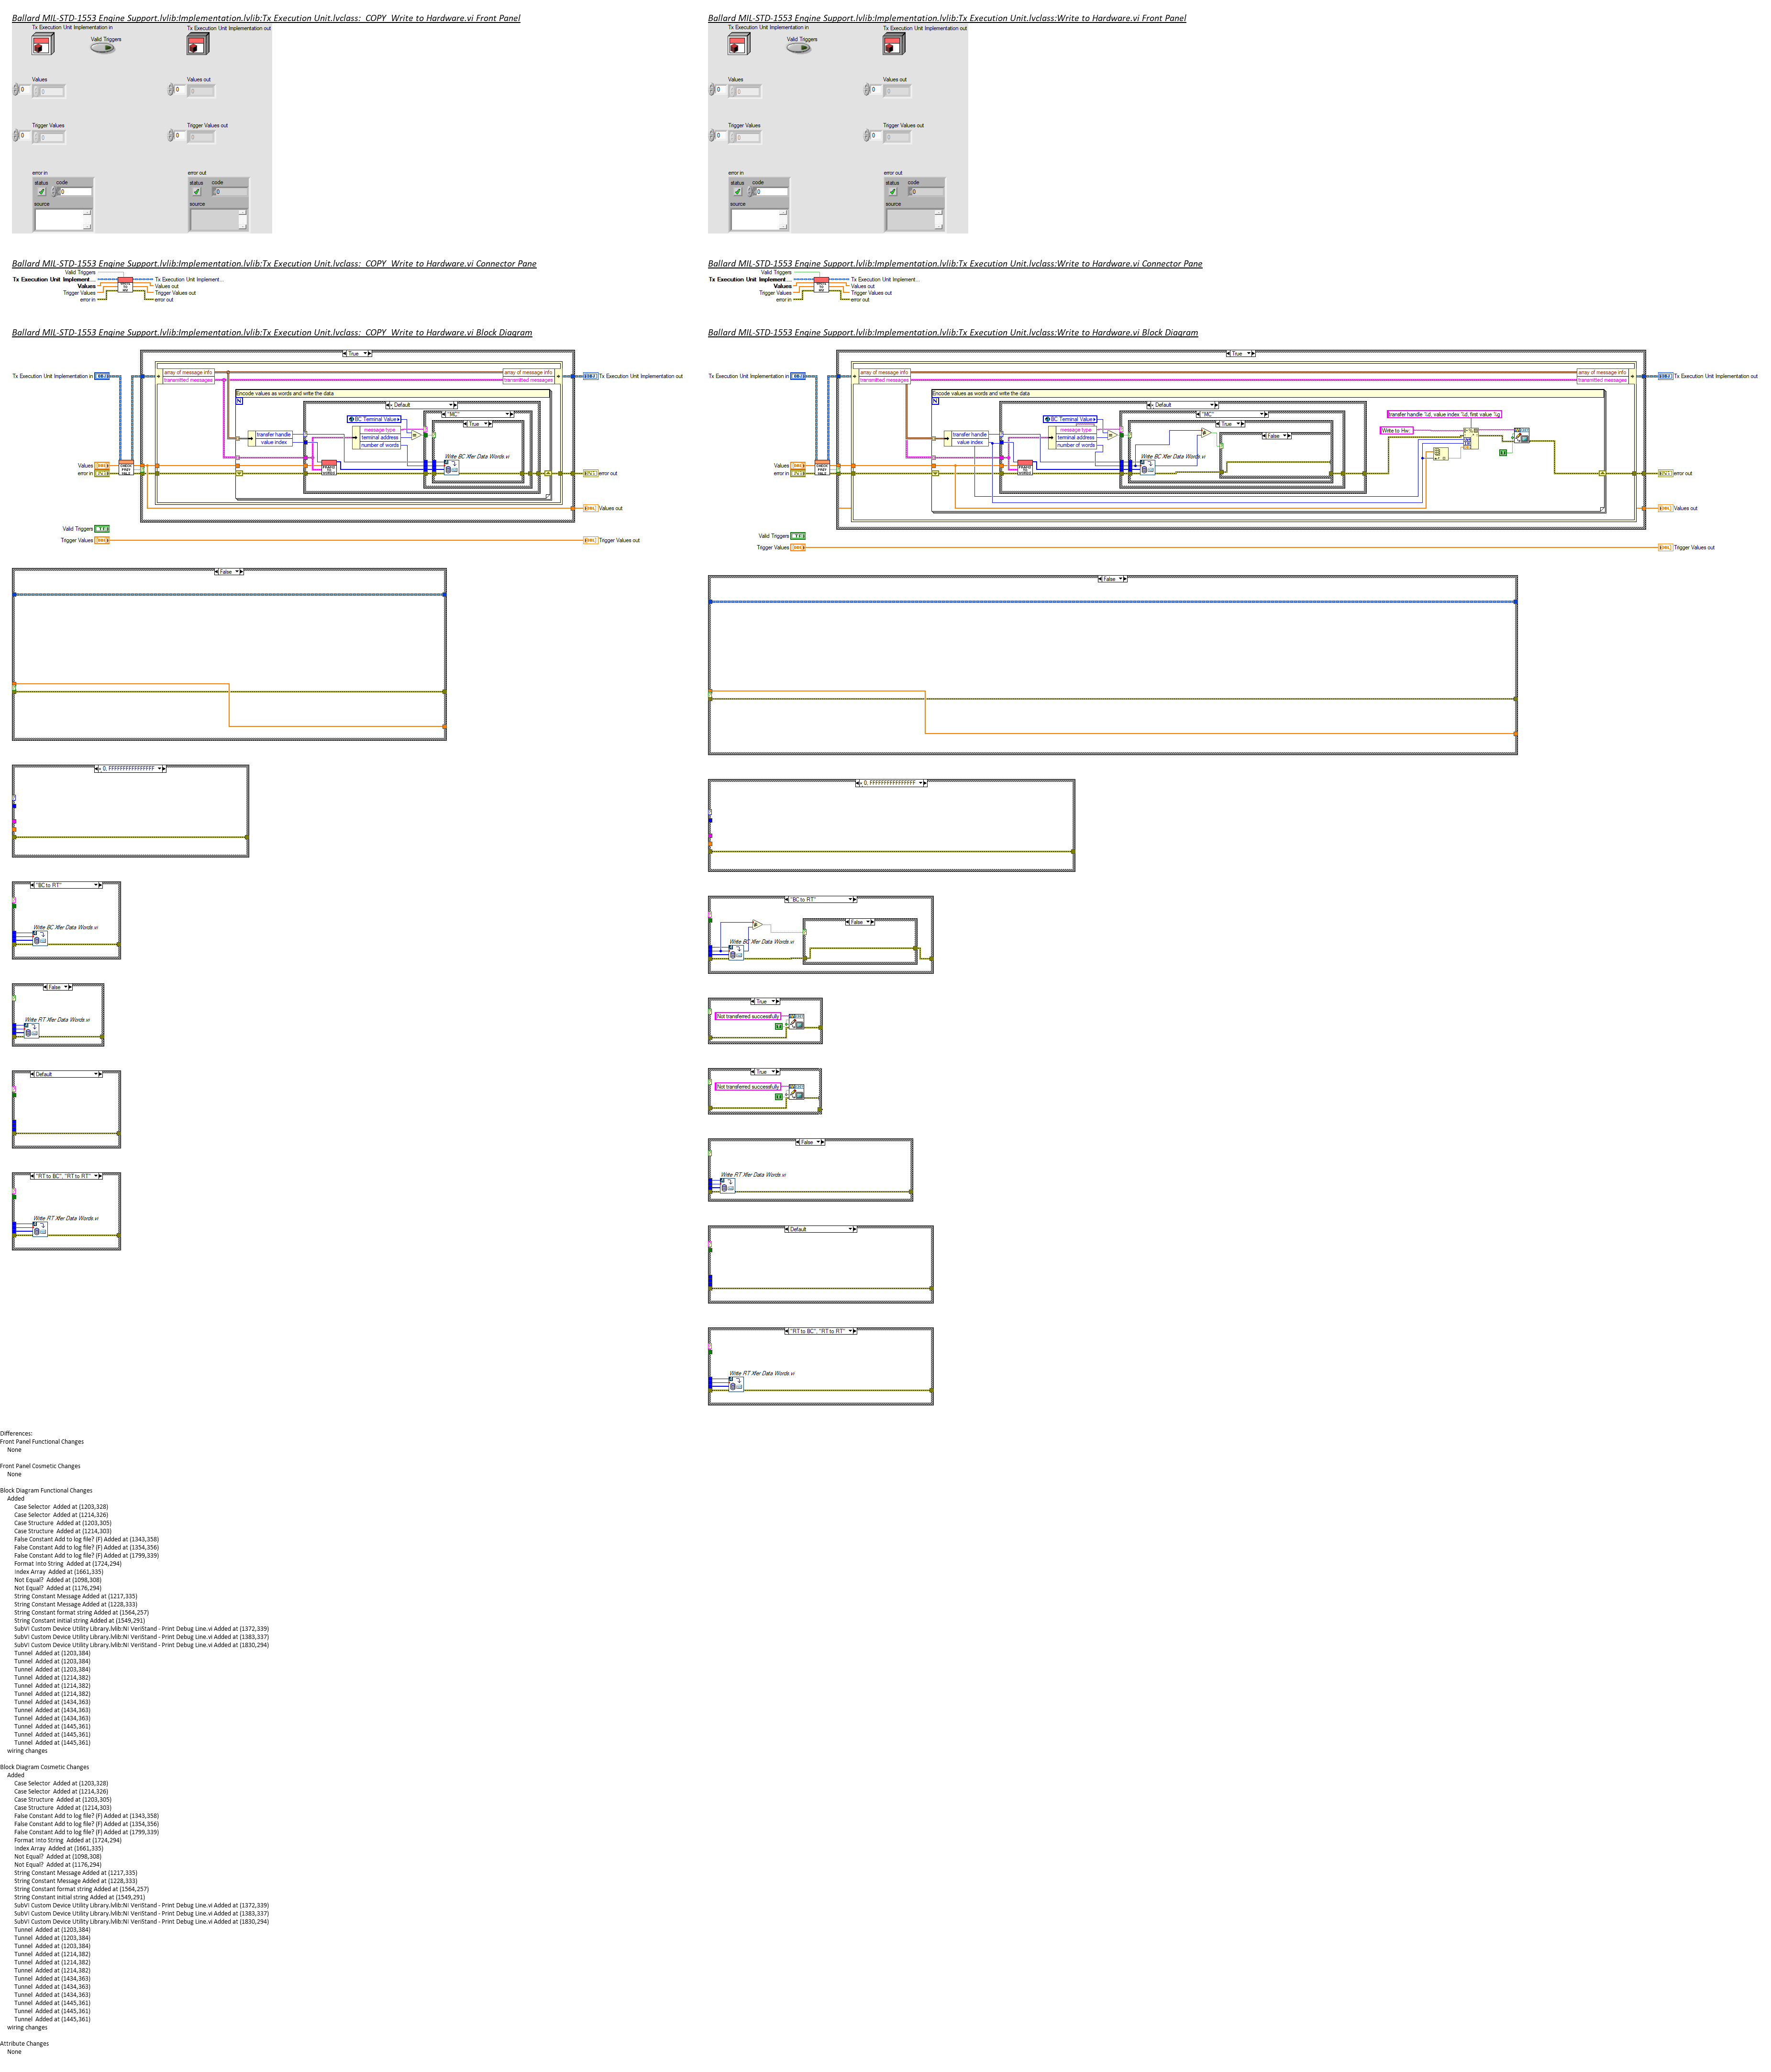 Ballard MIL-STD-1553 Engine Support.lvlib:Implementation.lvlib:Tx Execution Unit.lvclass:_COPY_Write to Hardware.vi Front Panel
Tx Execution Unit Implementation in
Valid Triggers
Tx Execution Unit Implementation out
Values
0
0
Values out
0
0
Trigger Values
0
0
Trigger Values out
0
0
error in
status code
0
source
error out
status code
0
source
Ballard MIL-STD-1553 Engine Support.lvlib:Implementation.lvlib:Tx Execution Unit.lvclass:_COPY_Write to Hardware.vi Connector Pane
Valid Triggers
Tx Execution Unit Implement...
Values
Trigger Values
error in
Tx Execution Unit Implement...
Values out
Trigger Values out
error out
Ballard MIL-STD-1553 Engine Support.lvlib:Implementation.lvlib:Tx Execution Unit.lvclass:_COPY_Write to Hardware.vi Block Diagram
True
Tx Execution Unit Implementation in
array of message info
transmitted messages
array of message info
transmitted messages
Tx Execution Unit Implementation out
Encode values as words and write the data
N
Default
BC Terminal Value
"MC"
True
transfer handle
value index
message type
terminal address
number of words
Write BC Xfer Data Words.vi
Values
error in
error out
Values out
Valid Triggers
Trigger Values
Trigger Values out
False
0, FFFFFFFFFFFFFFFF
"BC to RT"
Write BC Xfer Data Words.vi
False
Write RT Xfer Data Words.vi
Default
"RT to BC", "RT to RT"
Write RT Xfer Data Words.vi
Ballard MIL-STD-1553 Engine Support.lvlib:Implementation.lvlib:Tx Execution Unit.lvclass:Write to Hardware.vi Front Panel
Tx Execution Unit Implementation in
Valid Triggers
Tx Execution Unit Implementation out
Values
0
0
Values out
0
0
Trigger Values
0
0
Trigger Values out
0
0
error in
status code
0
source
error out
status code
0
source
Ballard MIL-STD-1553 Engine Support.lvlib:Implementation.lvlib:Tx Execution Unit.lvclass:Write to Hardware.vi Connector Pane
Valid Triggers
Tx Execution Unit Implement...
Values
Trigger Values
error in
Tx Execution Unit Implement...
Values out
Trigger Values out
error out
Ballard MIL-STD-1553 Engine Support.lvlib:Implementation.lvlib:Tx Execution Unit.lvclass:Write to Hardware.vi Block Diagram
True
Tx Execution Unit Implementation in
array of message info
transmitted messages
array of message info
transmitted messages
Tx Execution Unit Implementation out
Encode values as words and write the data
N
Default
BC Terminal Value
"MC"
True
False
transfer handle %d, value index %d, first value %g
Write to Hw:
transfer handle
value index
message type
terminal address
number of words
Write BC Xfer Data Words.vi
Values
error in
error out
Values out
Valid Triggers
Trigger Values
Trigger Values out
False
0, FFFFFFFFFFFFFFFF
"BC to RT"
False
Write BC Xfer Data Words.vi
True
Not transferred successfully
True
Not transferred successfully
False
Write RT Xfer Data Words.vi
Default
"RT to BC", "RT to RT"
Write RT Xfer Data Words.vi
Differences:
Front Panel Functional Changes
None
Front Panel Cosmetic Changes
None
Block Diagram Functional Changes
Added
Case Selector Added at (1203,328)
Case Selector Added at (1214,326)
Case Structure Added at (1203,305)
Case Structure Added at (1214,303)
False Constant Add to log file? (F) Added at (1343,358)
False Constant Add to log file? (F) Added at (1354,356)
False Constant Add to log file? (F) Added at (1799,339)
Format Into String Added at (1724,294)
Index Array Added at (1661,335)
Not Equal? Added at (1098,308)
Not Equal? Added at (1176,294)
String Constant Message Added at (1217,335)
String Constant Message Added at (1228,333)
String Constant format string Added at (1564,257)
String Constant initial string Added at (1549,291)
SubVI Custom Device Utility Library.lvlib:NI VeriStand - Print Debug Line.vi Added at (1372,339)
SubVI Custom Device Utility Library.lvlib:NI VeriStand - Print Debug Line.vi Added at (1383,337)
SubVI Custom Device Utility Library.lvlib:NI VeriStand - Print Debug Line.vi Added at (1830,294)
Tunnel Added at (1203,384)
Tunnel Added at (1203,384)
Tunnel Added at (1203,384)
Tunnel Added at (1214,382)
Tunnel Added at (1214,382)
Tunnel Added at (1214,382)
Tunnel Added at (1434,363)
Tunnel Added at (1434,363)
Tunnel Added at (1434,363)
Tunnel Added at (1445,361)
Tunnel Added at (1445,361)
Tunnel Added at (1445,361)
wiring changes
Block Diagram Cosmetic Changes
Added
Case Selector Added at (1203,328)
Case Selector Added at (1214,326)
Case Structure Added at (1203,305)
Case Structure Added at (1214,303)
False Constant Add to log file? (F) Added at (1343,358)
False Constant Add to log file? (F) Added at (1354,356)
False Constant Add to log file? (F) Added at (1799,339)
Format Into String Added at (1724,294)
Index Array Added at (1661,335)
Not Equal? Added at (1098,308)
Not Equal? Added at (1176,294)
String Constant Message Added at (1217,335)
String Constant Message Added at (1228,333)
String Constant format string Added at (1564,257)
String Constant initial string Added at (1549,291)
SubVI Custom Device Utility Library.lvlib:NI VeriStand - Print Debug Line.vi Added at (1372,339)
SubVI Custom Device Utility Library.lvlib:NI VeriStand - Print Debug Line.vi Added at (1383,337)
SubVI Custom Device Utility Library.lvlib:NI VeriStand - Print Debug Line.vi Added at (1830,294)
Tunnel Added at (1203,384)
Tunnel Added at (1203,384)
Tunnel Added at (1203,384)
Tunnel Added at (1214,382)
Tunnel Added at (1214,382)
Tunnel Added at (1214,382)
Tunnel Added at (1434,363)
Tunnel Added at (1434,363)
Tunnel Added at (1434,363)
Tunnel Added at (1445,361)
Tunnel Added at (1445,361)
Tunnel Added at (1445,361)
wiring changes
Attribute Changes
None